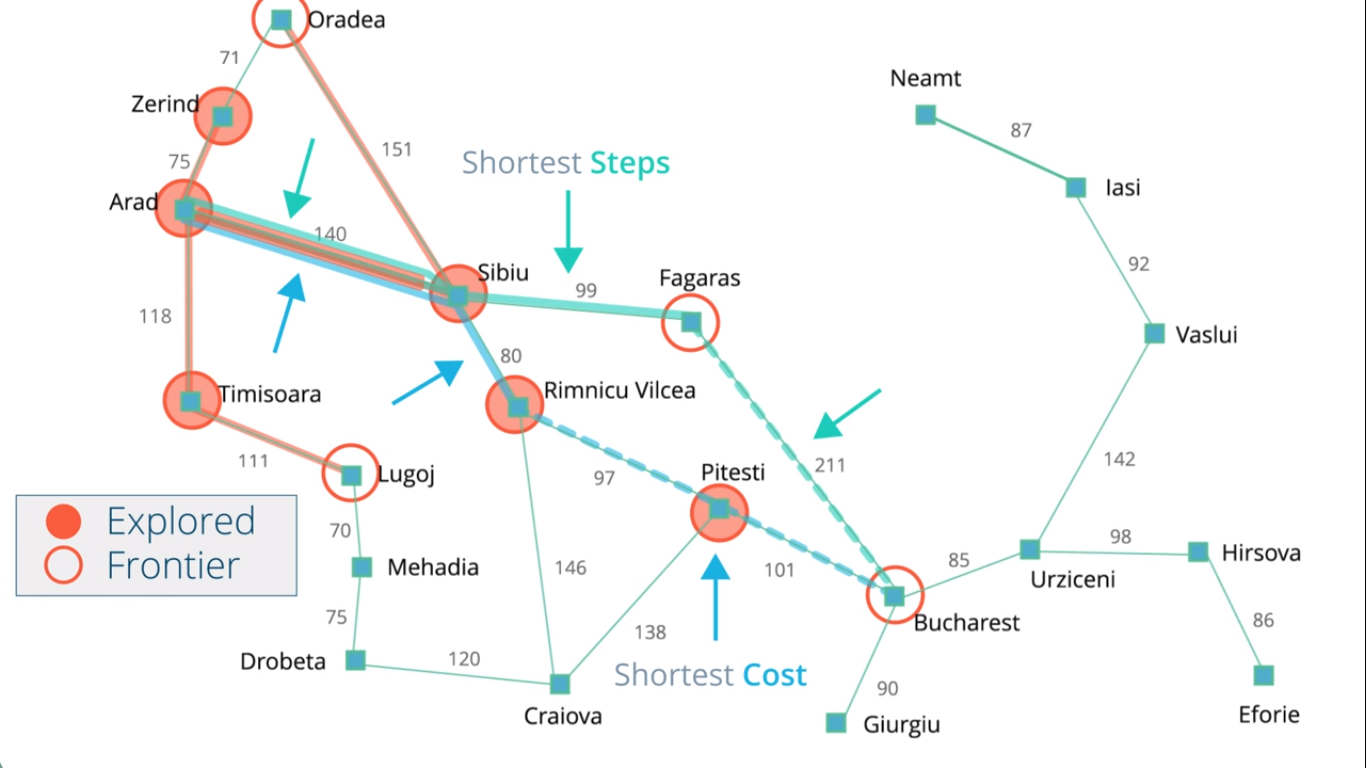 Oradea
71
Neamt
Zerind
87
151
Shortest Steps
75
Iasi
Arad
140
92
Sibiu
Fagaras
99
118
Vaslui
80
Timisoara
Rimnicu Vilcea
111
211
142
Lugoj
97
Pitesti
Explored
Frontier
70
98
Hirsova
Mehadia
146
101
85
Urziceni
75
138
Bucharest
86
Drobeta
120
Shortest Cost
90
Craiova
Giurgiu
Eforie